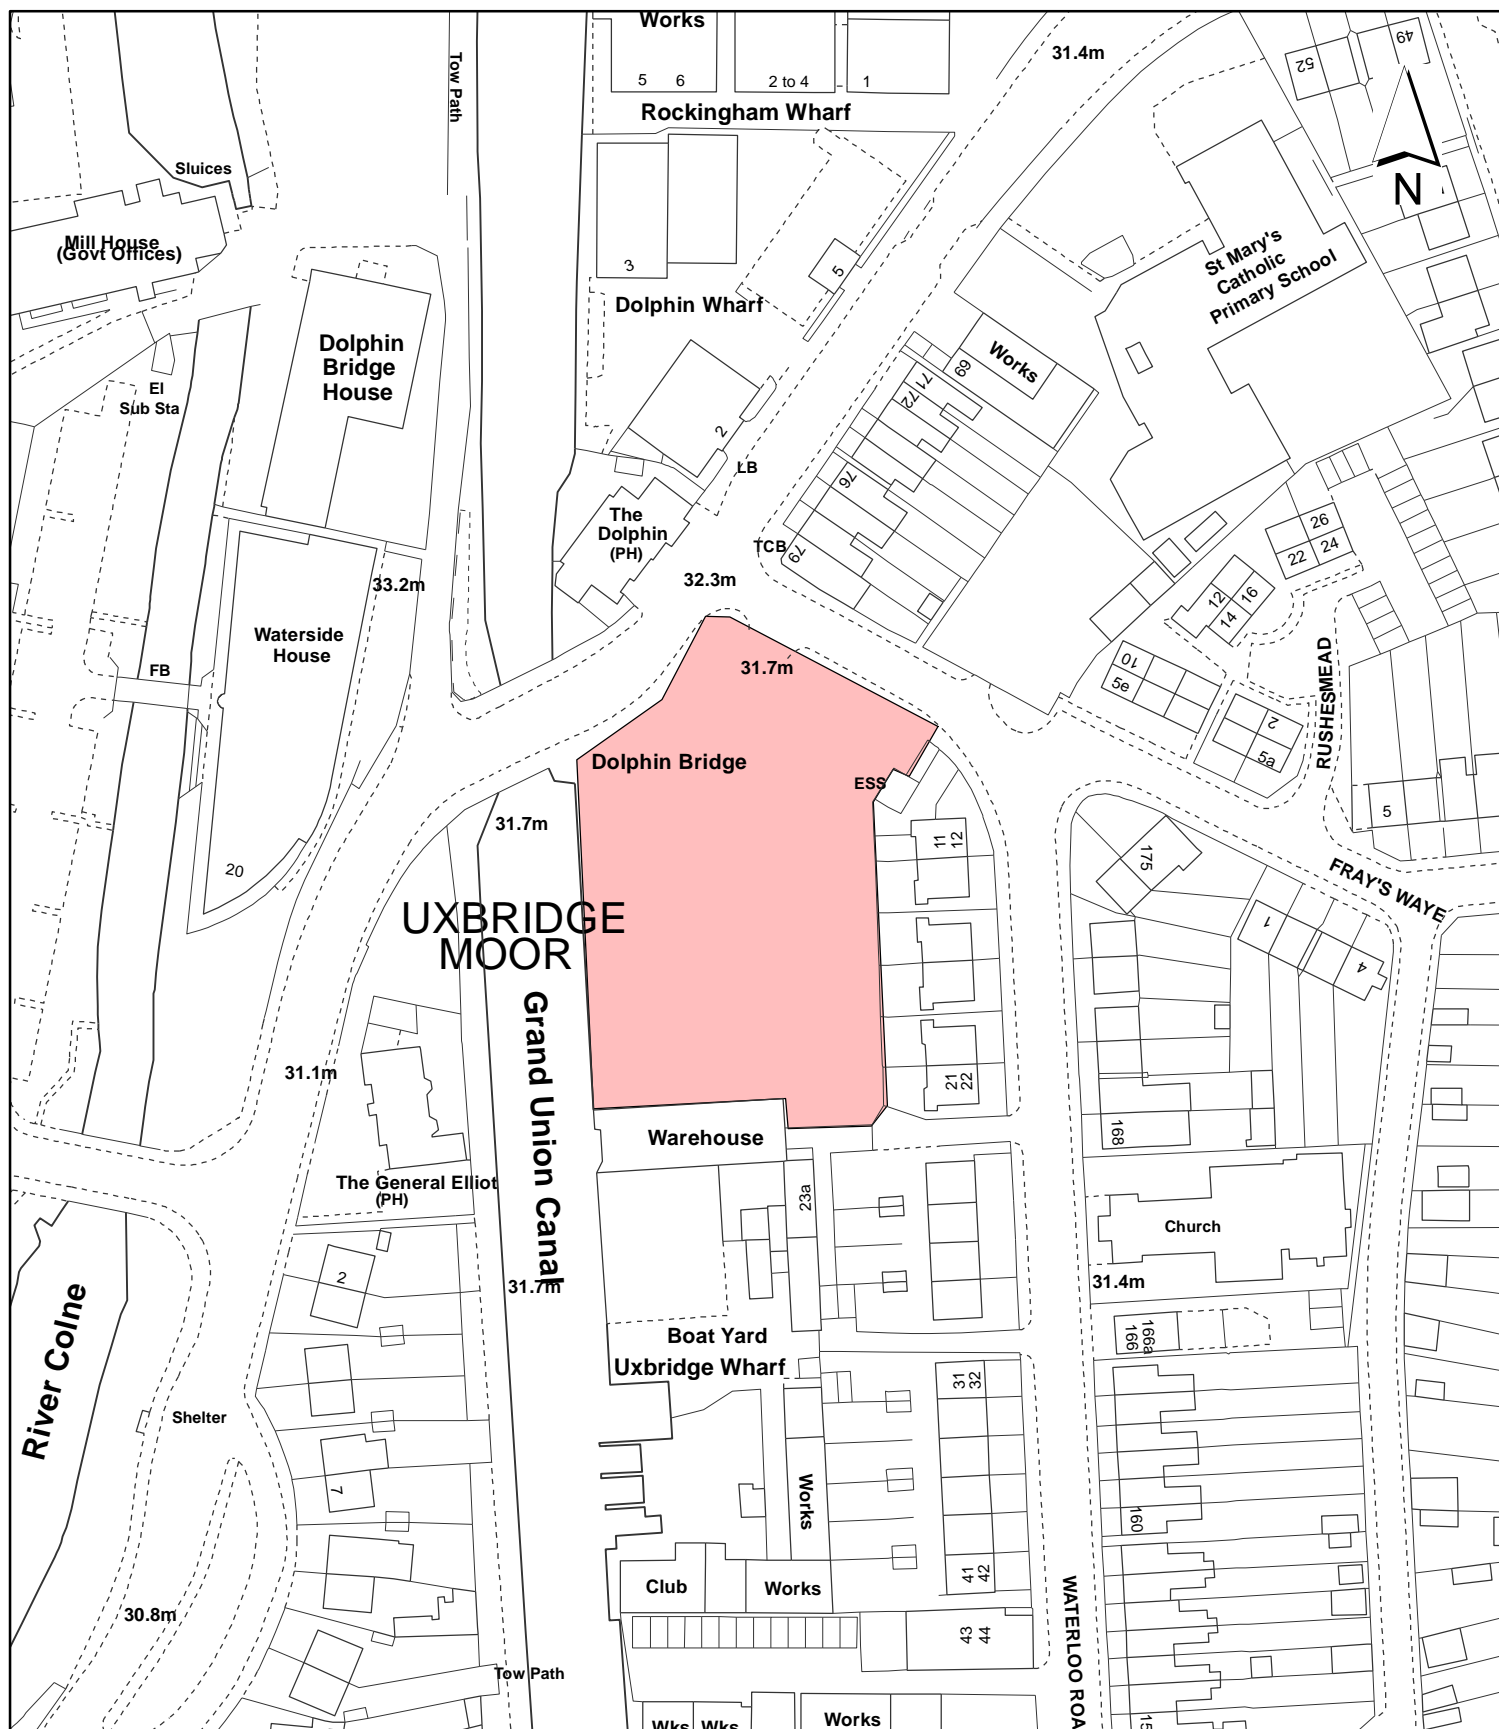 Works
5 6
2 to 4
1
31.4m
49
52
Rockingham Wharf
Tow Path
N
Sluices
Mill House
(Govt Offices)
3
5
St Mary's
Catholic
Primary School
Dolphin Wharf
Dolphin
Bridge
House
El
Sub Sta
Works
69
71
72
2
LB
76
The
Dolphin
(PH)
TCB
79
26
22 24
32.3m
33.2m
12 16
14
Waterside
House
FB
31.7m
10
5e
2
5a
RUSHESMEAD
Dolphin Bridge
ESS
31.7m
11
12
5
175
20
FRAY'S WAYE
UXBRIDGE
MOOR
1
4
Grand Union Canal
31.1m
21
22
Warehouse
168
The General Elliot
(PH)
23a
Church
2
31.7m
31.4m
River Colne
Boat Yard
Uxbridge Wharf
166
166a
31
32
Shelter
7
Works
160
41
42
Club
Works
30.8m
43
44
WATERLOO ROA
Tow Path
Wks
Wks
Works
15